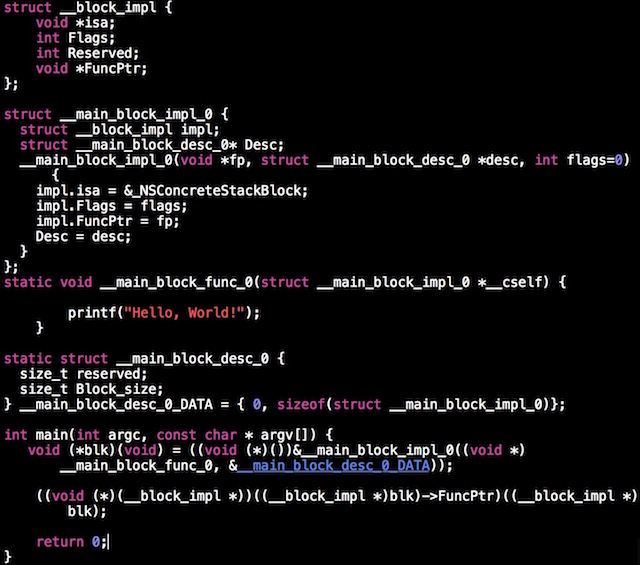 struct __block_impl {
void *isa;
int Flags;
int Reserved;
void *FuncPtr;
};
struct __main_block_impl_0 {
struct __block_impl impl;
struct __main_block_desc_0* Desc;
__main_block_impl_0(void *fp, struct __main_block_desc_0 *desc, int flags=0)
{
impl.isa = &_NSConcreteStackBlock;
impl.Flags = flags;
impl.FuncPtr = fp;
Desc = desc;
}
};
static void __main_block_func_0(struct __main_block_impl_0 *__cself) {
printf("Hello, World!");
}
static struct __main_block_desc_0 {
size_t reserved;
size_t Block_size;
} __main_block_desc_0_DATA = { 0, sizeof(struct __main_block_impl_0)};
int main(int argc, const char * argv[]) {
void (*blk)(void) = ((void (*)())&__main_block_impl_0((void *)
__main_block_func_0, &__main_block_desc_0_DATA));
((void (*)(__block_impl *))((__block_impl *)blk)->FuncPtr)((__block_impl *)
blk);
return 0;
}